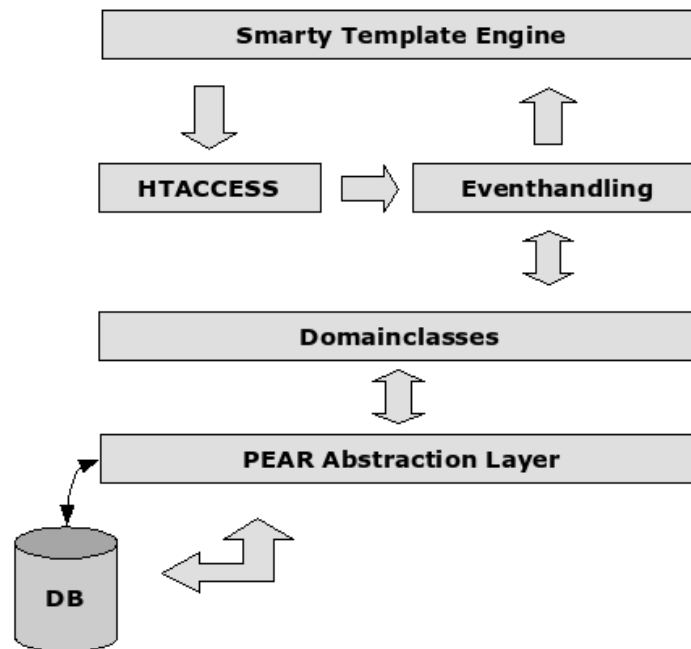 Smarty Template Engine
HTACCESS
Eventhandling
Domainclasses
PEAR Abstraction Layer
DB